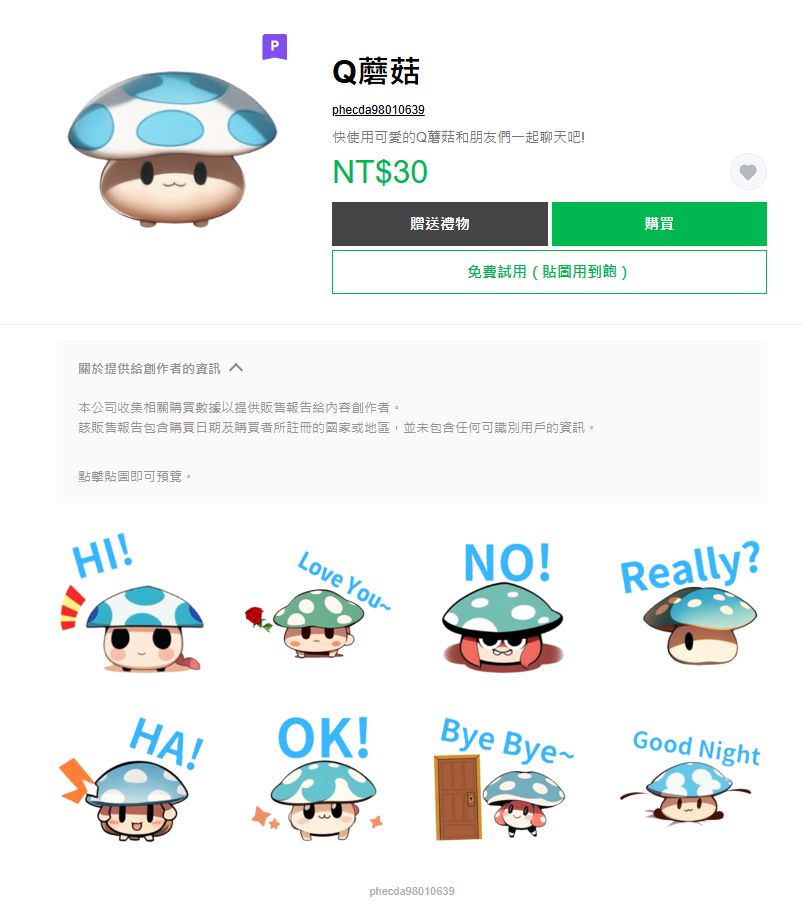 P
Q蘑菇
phecda98010639
快使用可愛的Q蘑菇和朋友們一起聊天吧!
NT$30
贈送禮物
購買
免費試用（貼圖用到飽）
關於提供給創作者的資訊
本公司收集相關購買數據以提供販售報告給內容創作者。
該販售報告包含購買日期及購買者所註冊的國家或地區，並未包含任何可識別用戶的資訊。
點擊貼圖即可預覽。
HI!
Love You~
NO!
Really?
HA!
OK!
Bye Bye~
Good Night
phecda98010639